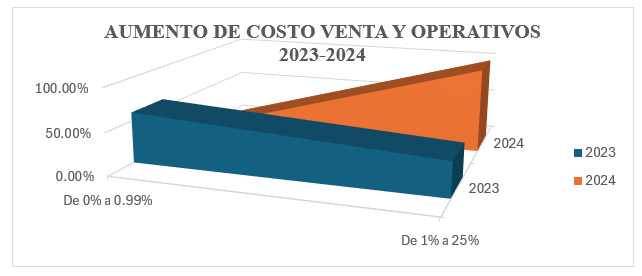 AUMENTO DE COSTO VENTA Y OPERATIVOS
2023-2024
100.00%
50.00%
0.00%
De 0% a 0.99%
De 1% a 25%
2023
2024
2023
2024